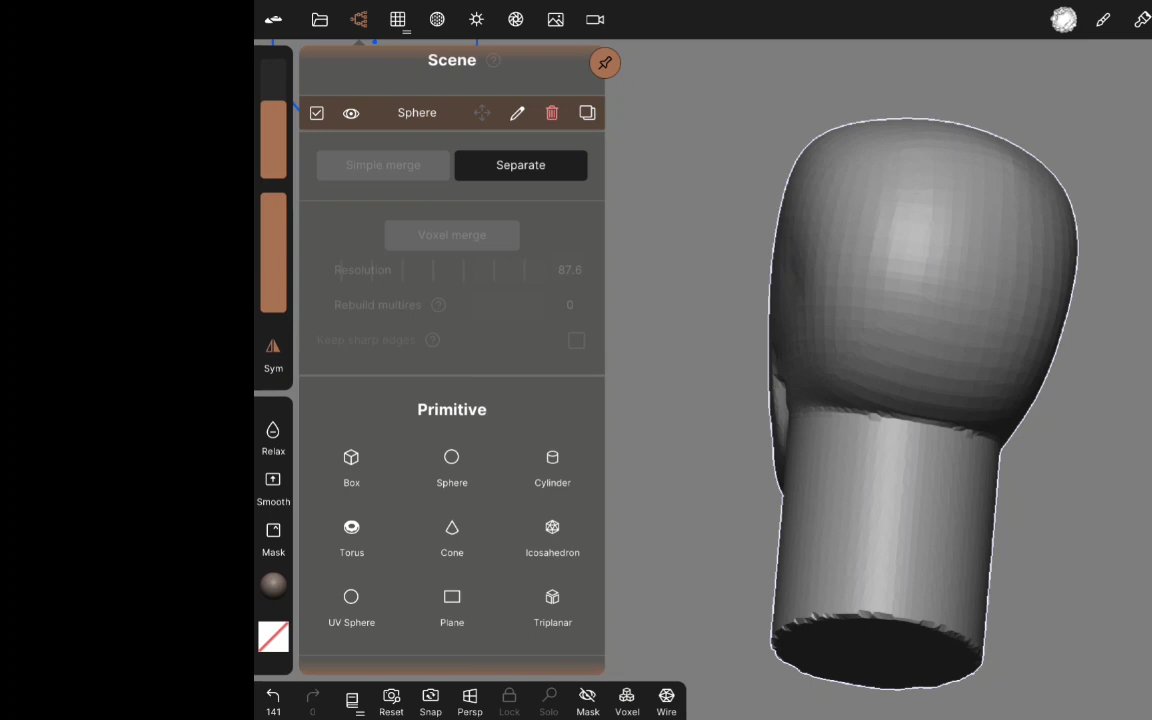 Scene
Sphere
Simple merge
Separate
Voxel merge
Resolution
87.6
Rebuild multires
0
Keep sharp edges
Sym
Primitive
Relax
Box
Sphere
Cylinder
Smooth
Mask
Torus
Cone
Icosahedron
UV Sphere
Plane
Triplanar
141
0
Reset
Snap
Persp
Lock
Solo
Mask
Voxel
Wire